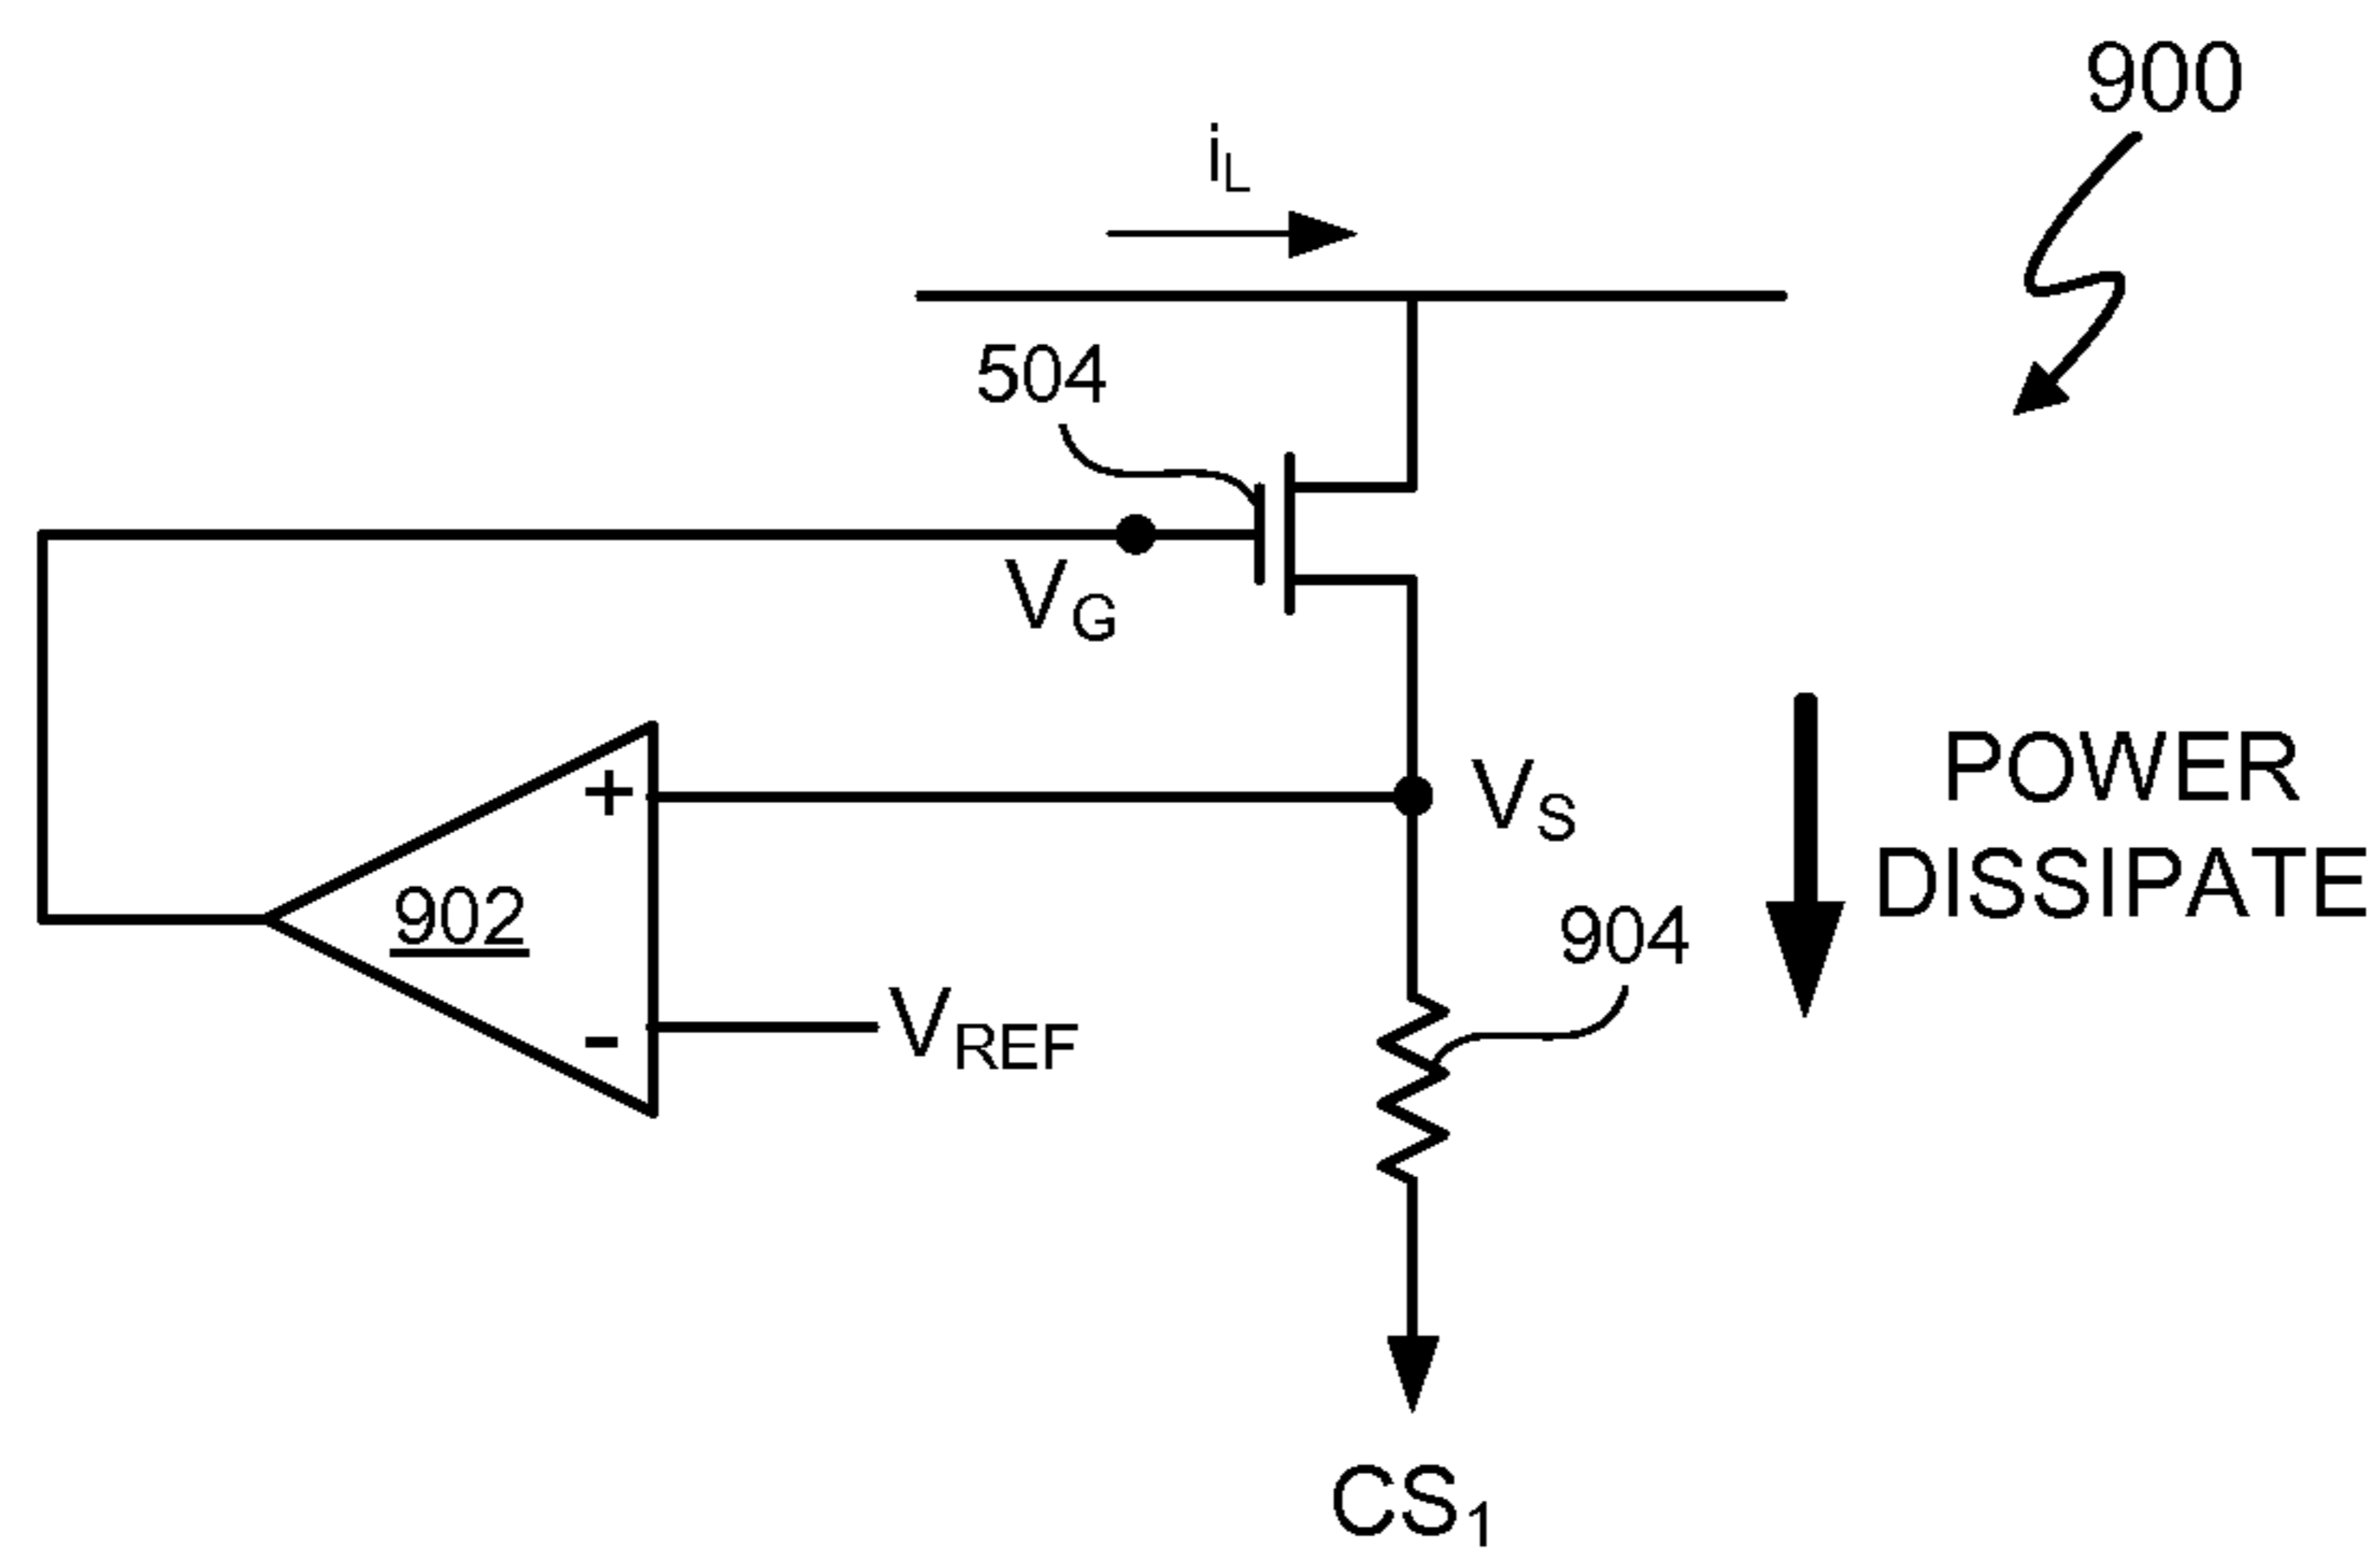 900
iL
504
VG
VS
POWER
DISSIPATE
+
902
904
-
VREF
CS1